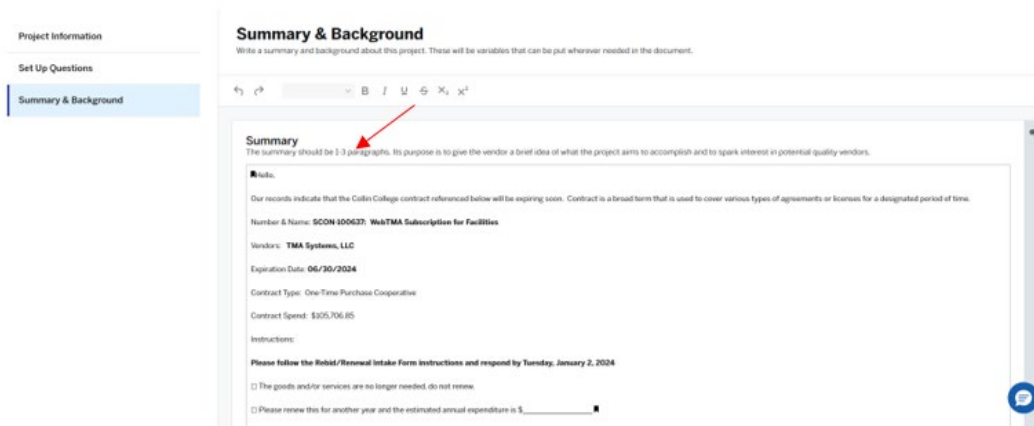 Project Information
Set Up Questions
Summary & Background
Summary & Background
Write a summary and background about this project. These will be variables that can be put wherever needed in the document.
B I U S X₂ X²
Summary
The summary should be 1-3 paragraphs. Its purpose is to give the vendor a brief idea of what the project aims to accomplish and to spark interest in potential quality vendors.
Hello,
Our records indicate that the Collin College contract referenced below will be expiring soon. Contract is a broad term that is used to cover various types of agreements or licenses for a designated period of time.
Number & Name: SCON-100637: WebTMA Subscription for Facilities
Vendors: TMA Systems, LLC
Expiration Date: 06/30/2024
Contract Type: One-Time Purchase Cooperative
Contract Spend: $105,706.85
Instructions:
Please follow the Rebid/Renewal Intake Form instructions and respond by Tuesday, January 2, 2024
☐ The goods and/or services are no longer needed, do not renew.
☐ Please renew this for another year and the estimated annual expenditure is $____________________